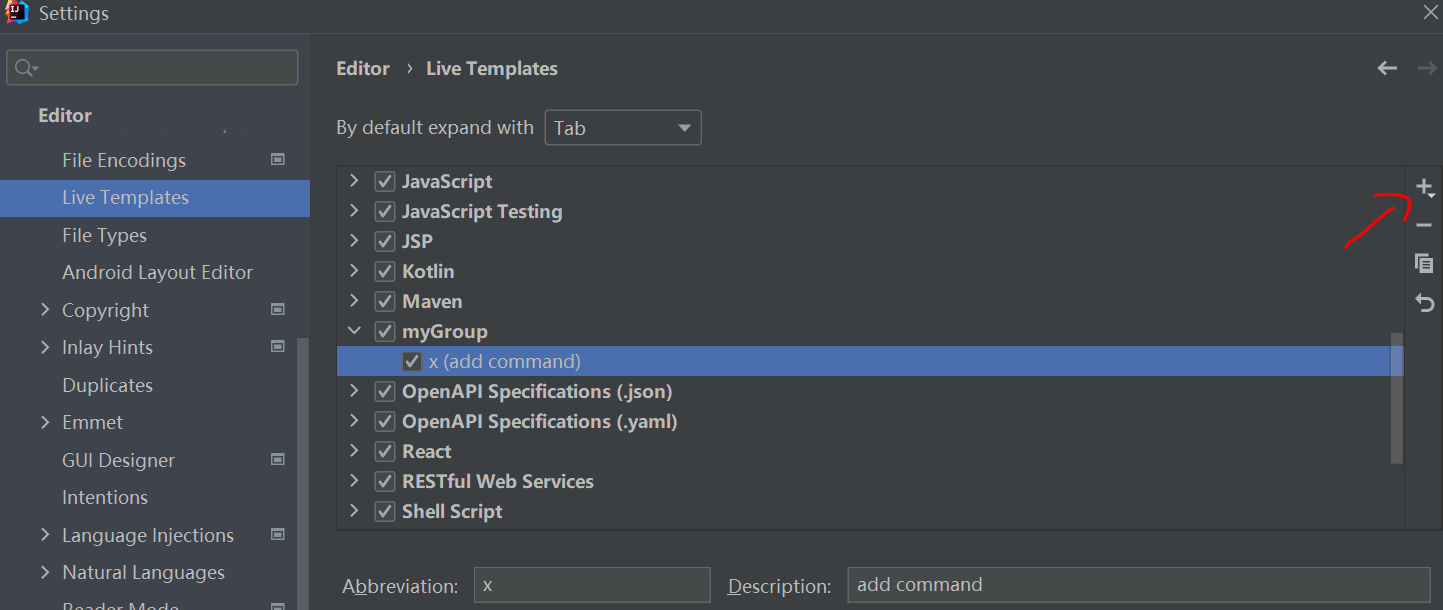 Settings
Editor › Live Templates
Editor
By default expand with Tab
File Encodings
Live Templates
File Types
Android Layout Editor
Copyright
Inlay Hints
Duplicates
Emmet
GUI Designer
Intentions
Language Injections
Natural Languages
Reader Mode
JavaScript
JavaScript Testing
JSP
Kotlin
Maven
myGroup
x (add command)
OpenAPI Specifications (.json)
OpenAPI Specifications (.yaml)
React
RESTful Web Services
Shell Script
Abbreviation: x Description: add command